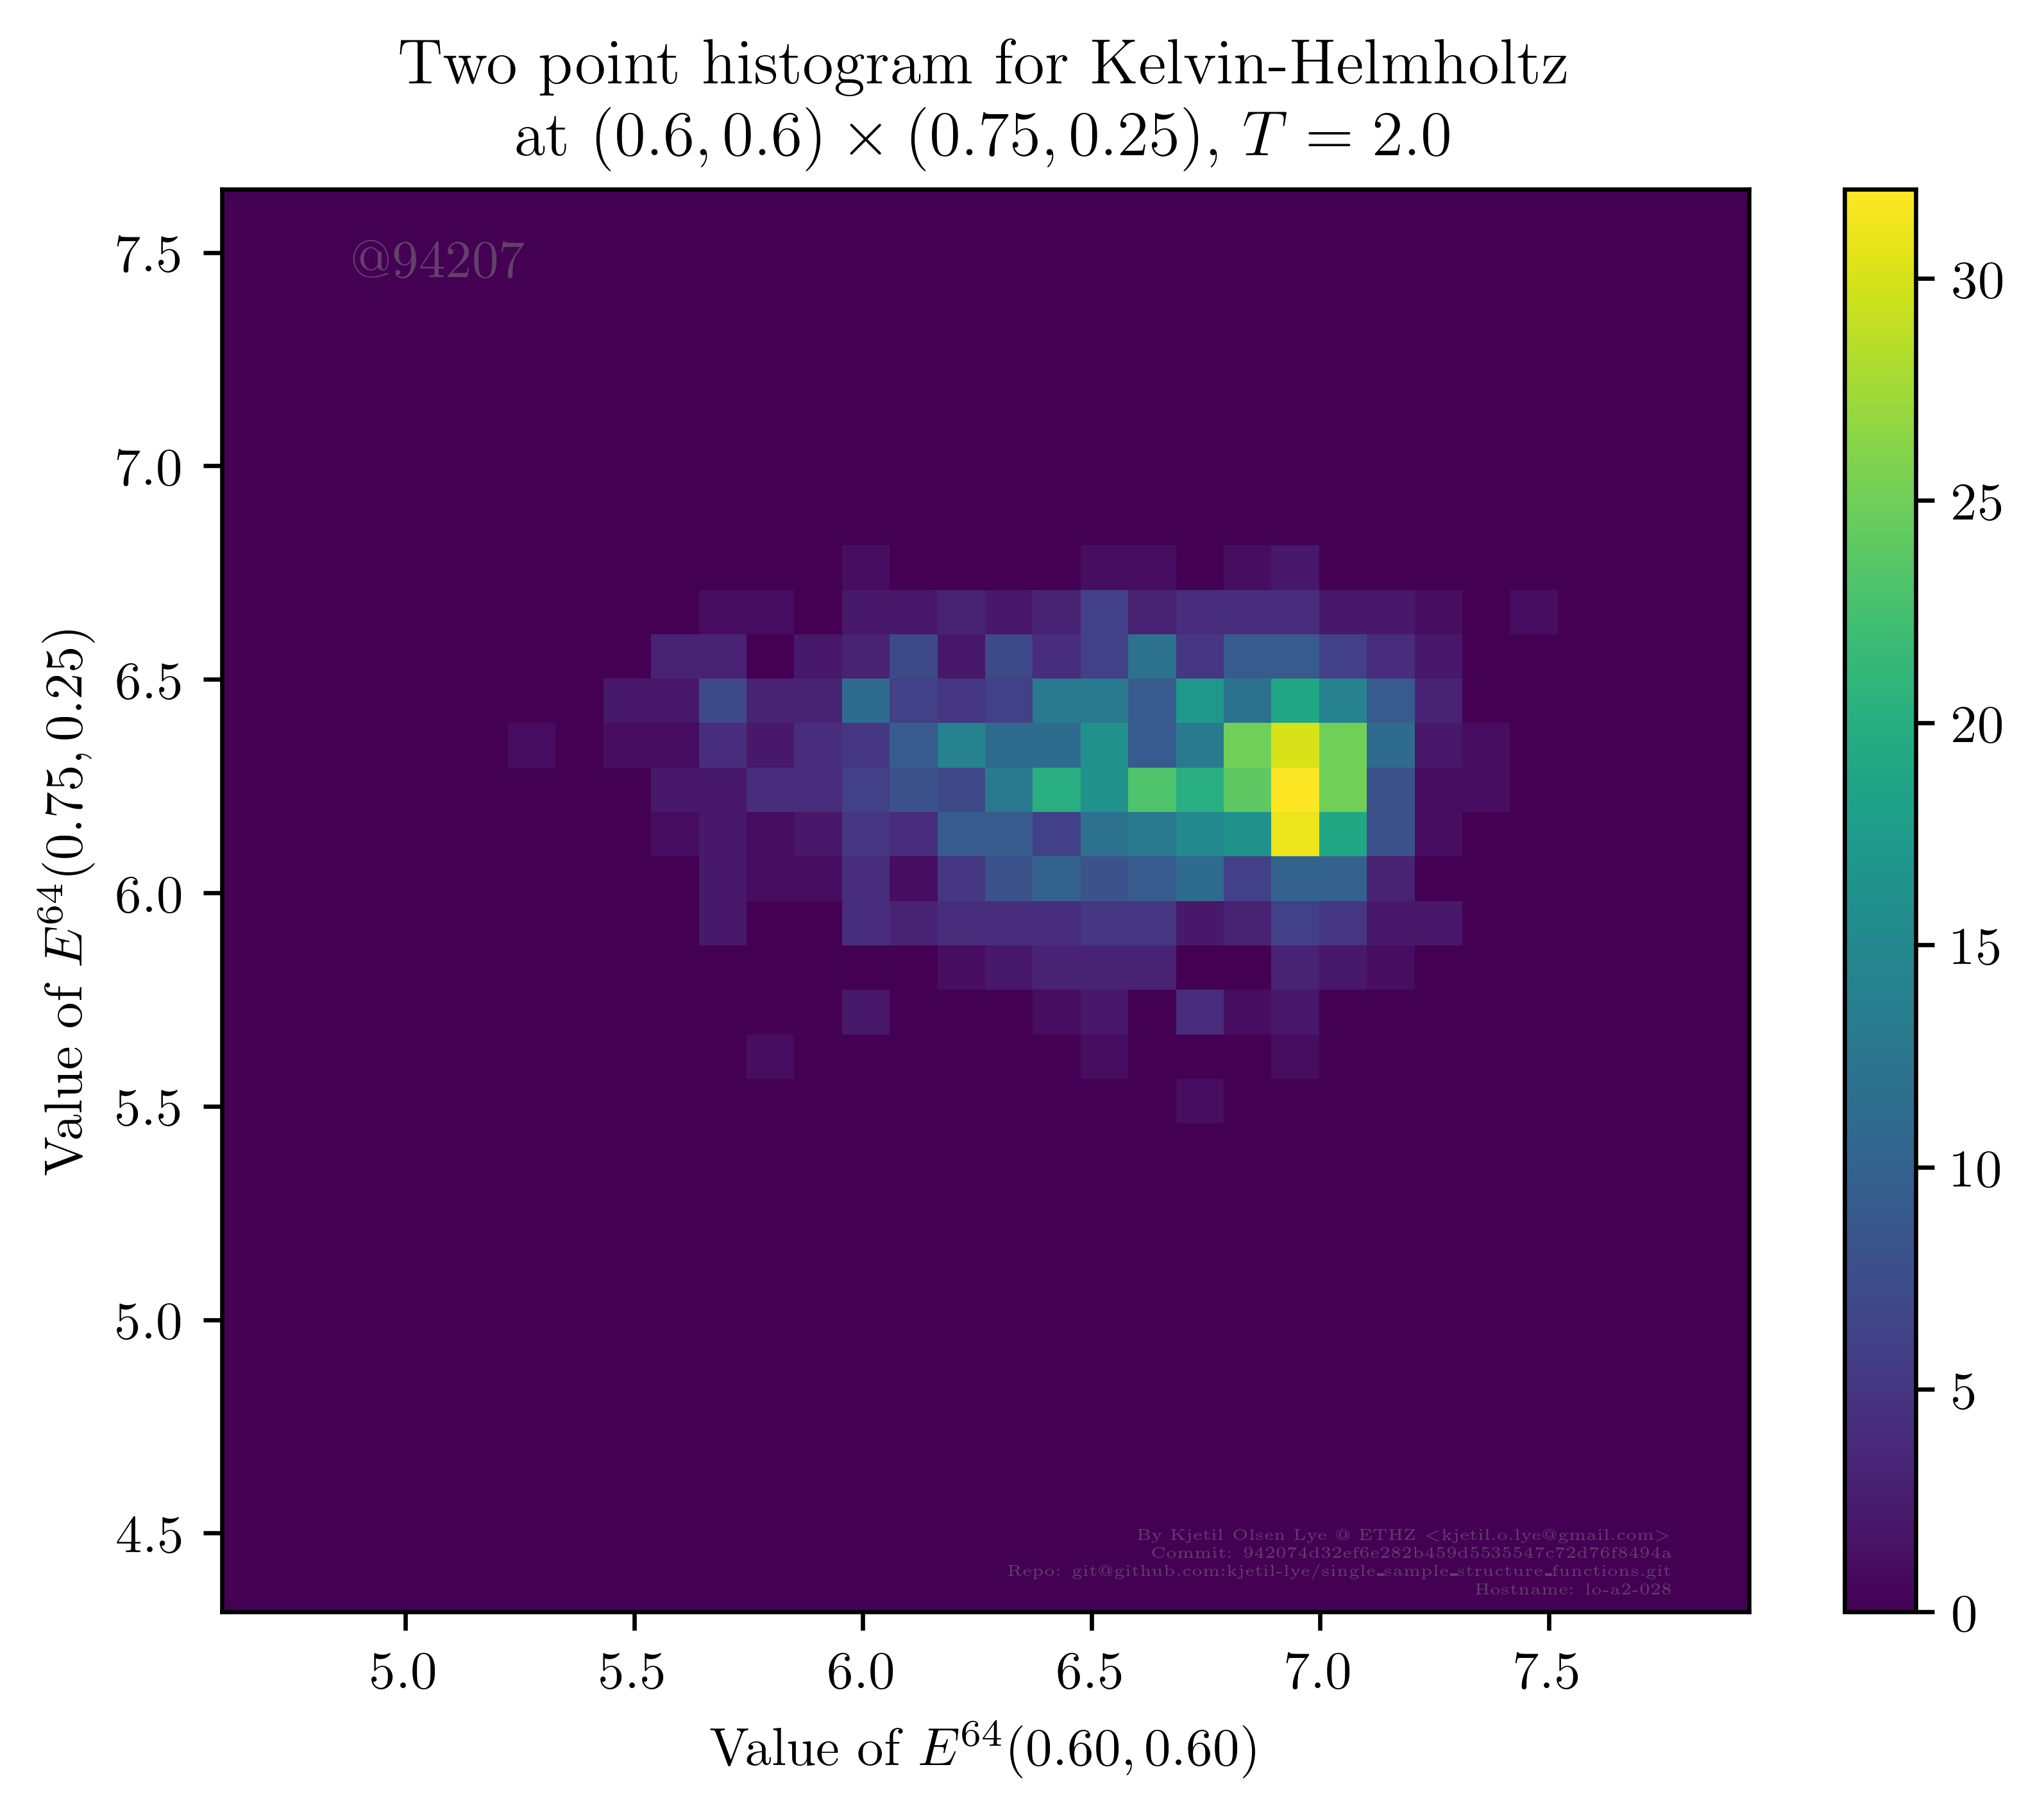 Two point histogram for Kelvin-Helmholtz
at (0.6, 0.6) × (0.75, 0.25), T = 2.0
@94207
7.5
7.0
6.5
6.0
5.5
5.0
4.5
Value of E^64(0.75, 0.25)
5.0 5.5 6.0 6.5 7.0 7.5
Value of E^64(0.60, 0.60)
30
25
20
15
10
5
0
By Kjetil Olsen Lye @ ETHZ <kjetil.o.lye@gmail.com>
Commit: 942074d32ef6e282b459d5535547c72d76f8494a
Repo: git@github.com:kjetil-lye/single_sample_structure_functions.git
Hostname: lo-a2-028